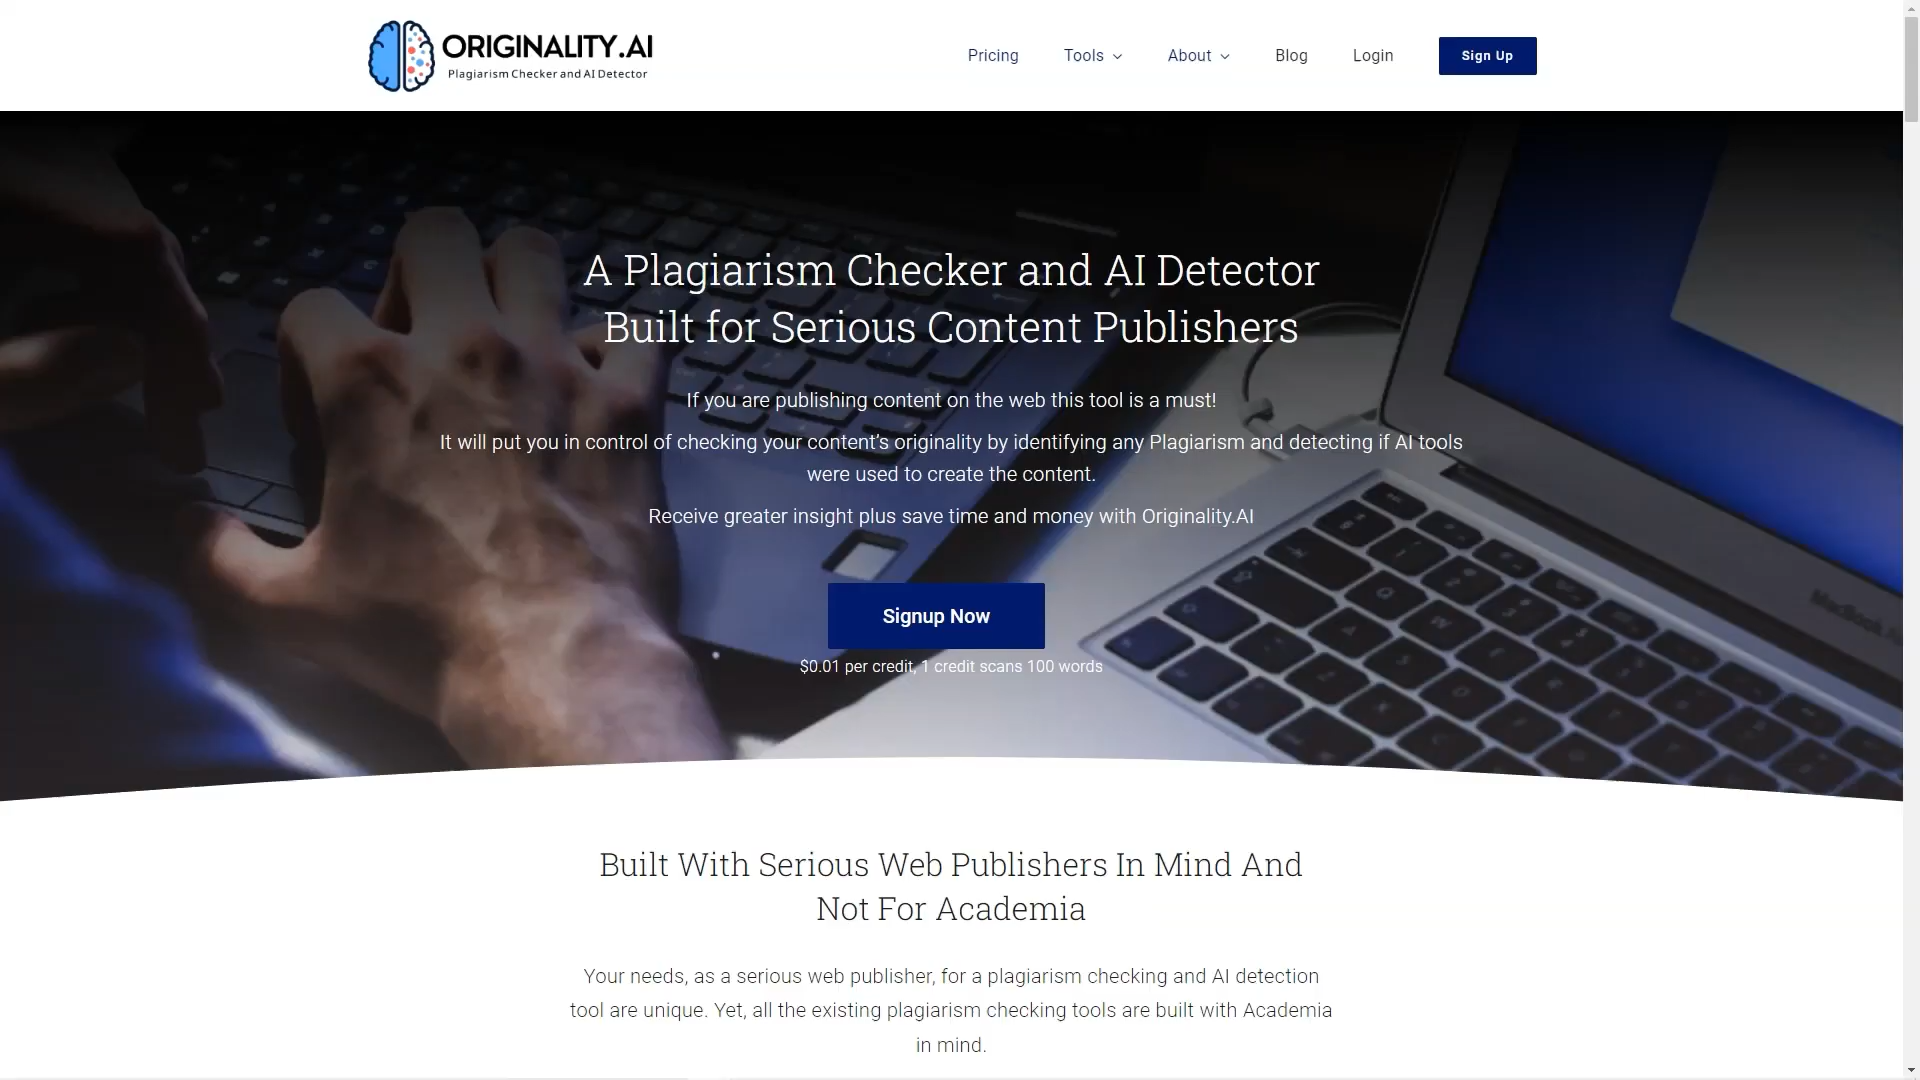 ORIGINALITY.AI
Plagiarism Checker and AI Detector
Pricing
Tools
About
Blog
Login
Sign Up
A Plagiarism Checker and AI Detector
Built for Serious Content Publishers
If you are publishing content on the web this tool is a must!
It will put you in control of checking your content's originality by identifying any Plagiarism and detecting if AI tools
were used to create the content.
Receive greater insight plus save time and money with Originality.AI
Signup Now
$0.01 per credit, 1 credit scans 100 words
Built With Serious Web Publishers In Mind And
Not For Academia
Your needs, as a serious web publisher, for a plagiarism checking and AI detection
tool are unique. Yet, all the existing plagiarism checking tools are built with Academia
in mind.